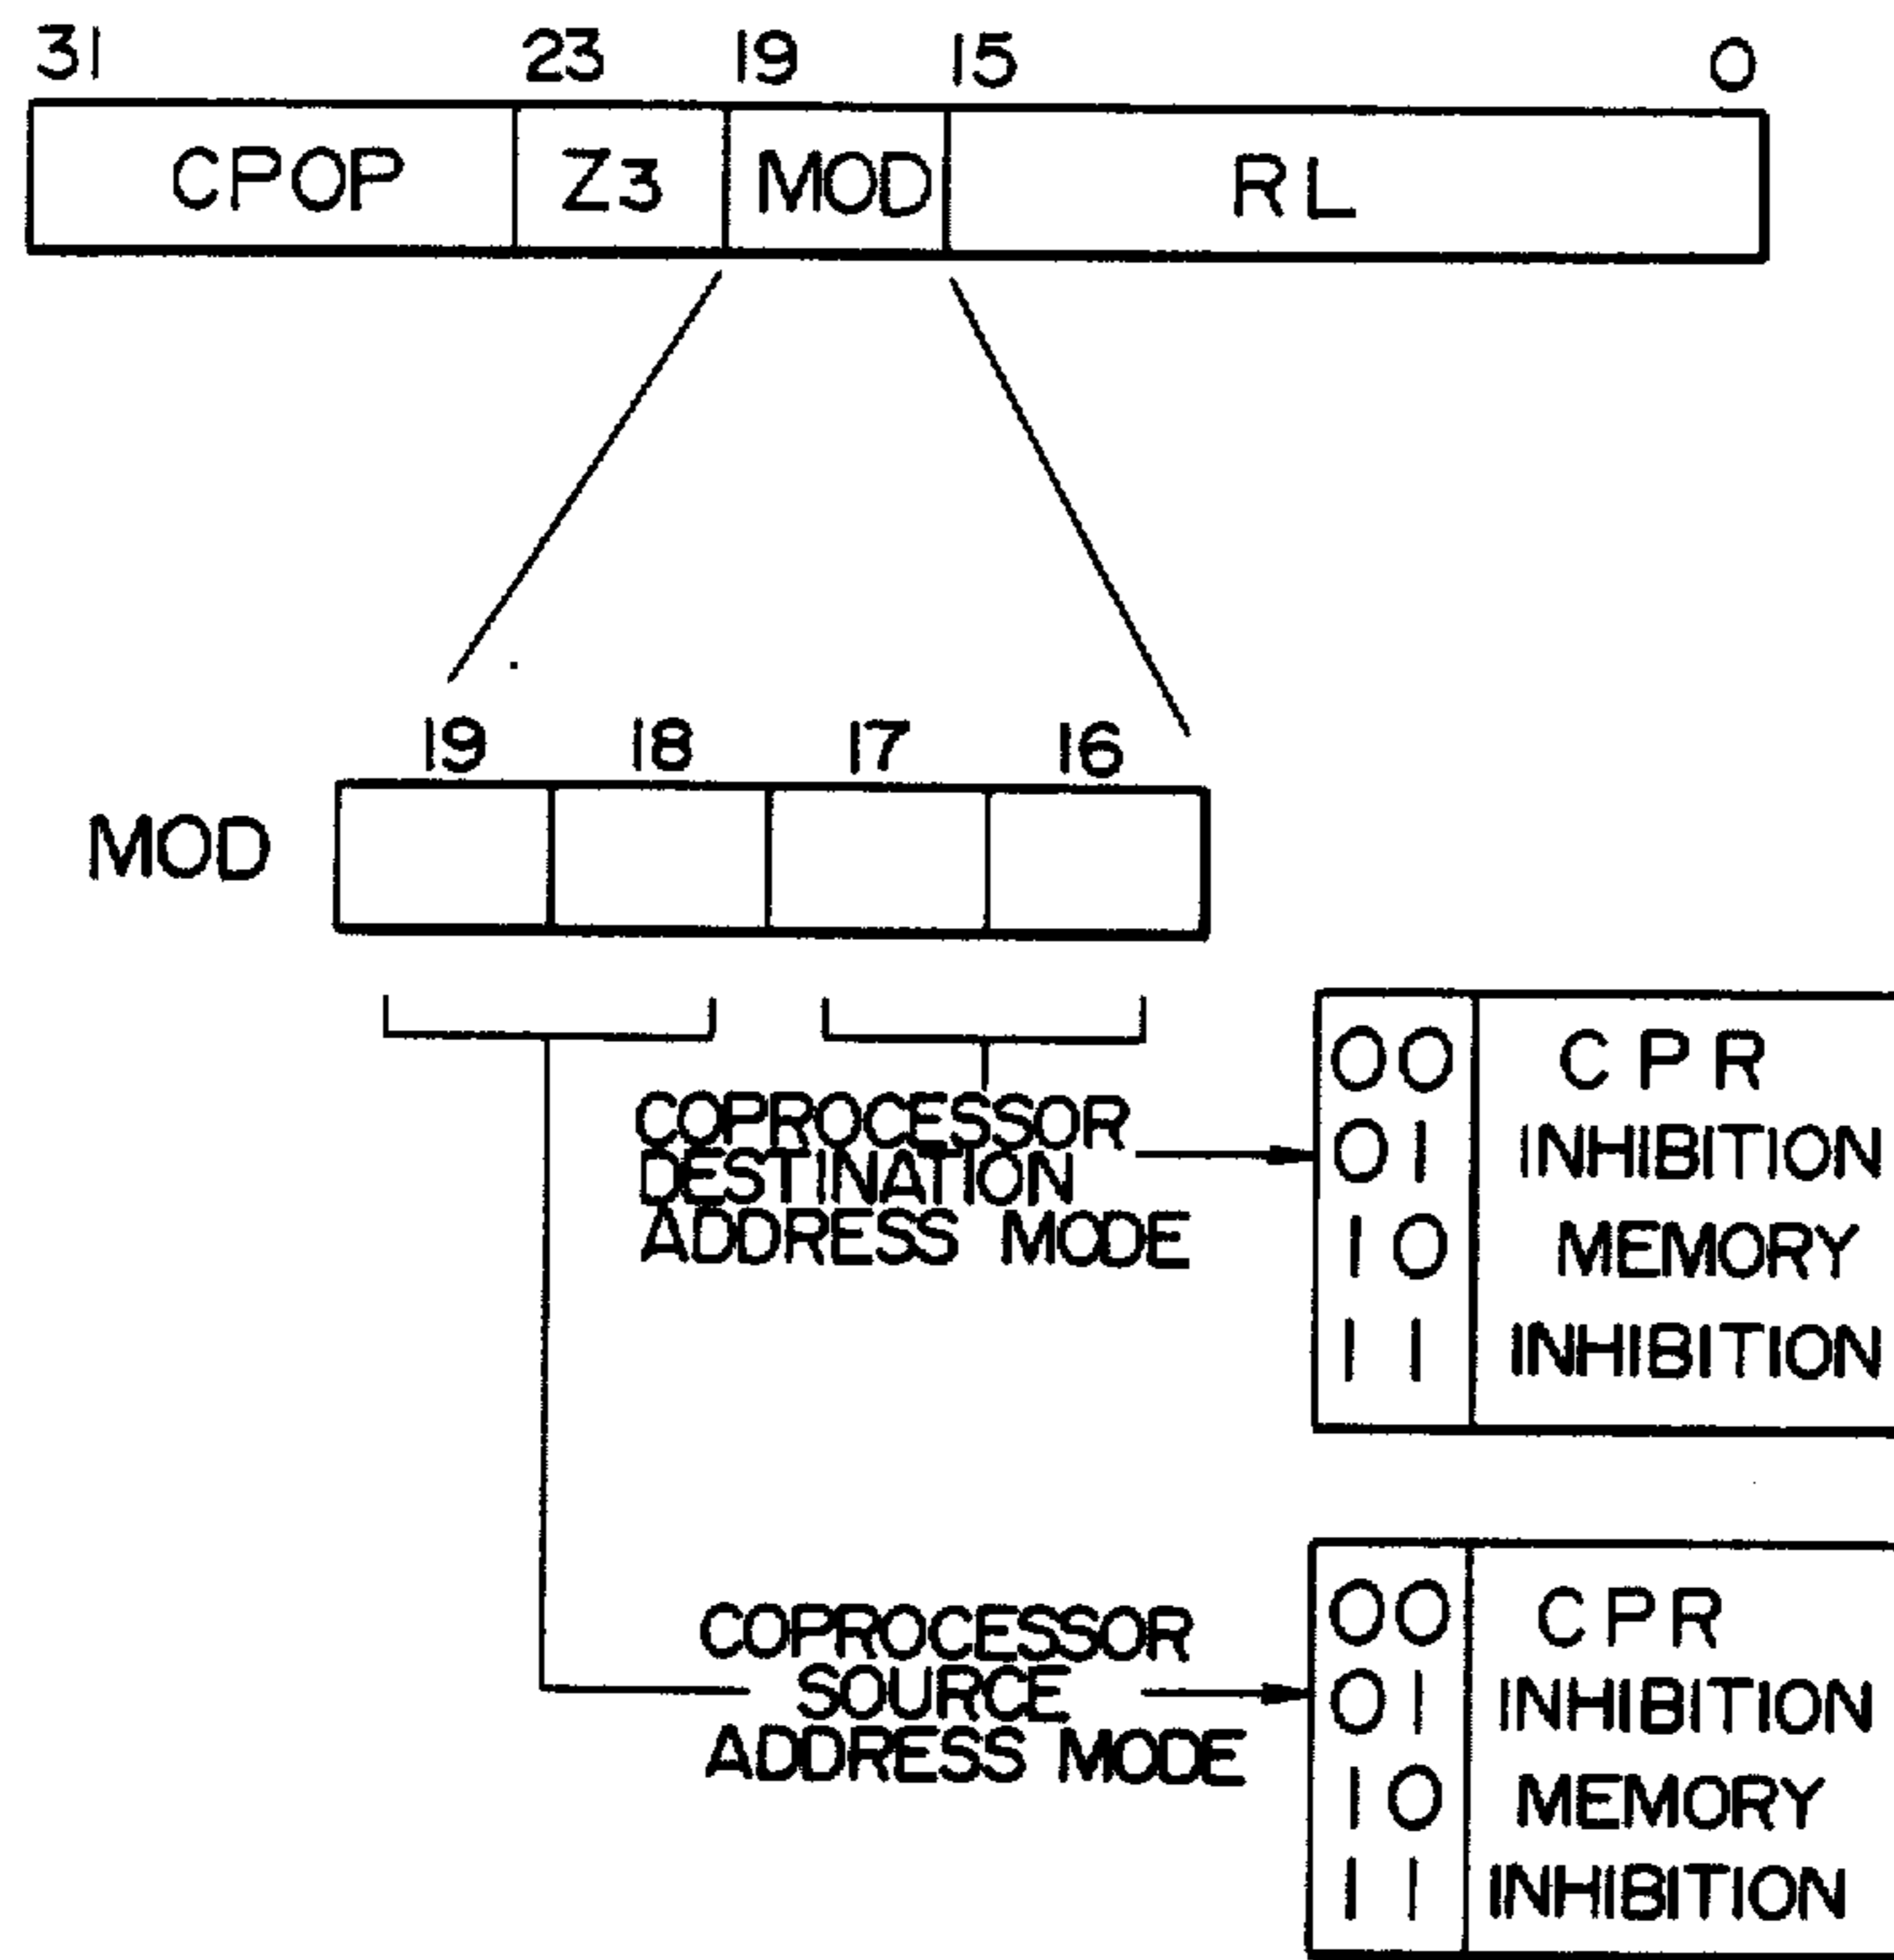 31 23 19 15 0
CPOP Z3 MOD RL
19 18 17 16
MOD
COPROCESSOR
DESTINATION
ADDRESS MODE
00 CPR
01 INHIBITION
10 MEMORY
11 INHIBITION
COPROCESSOR
SOURCE
ADDRESS MODE
00 CPR
01 INHIBITION
10 MEMORY
11 INHIBITION